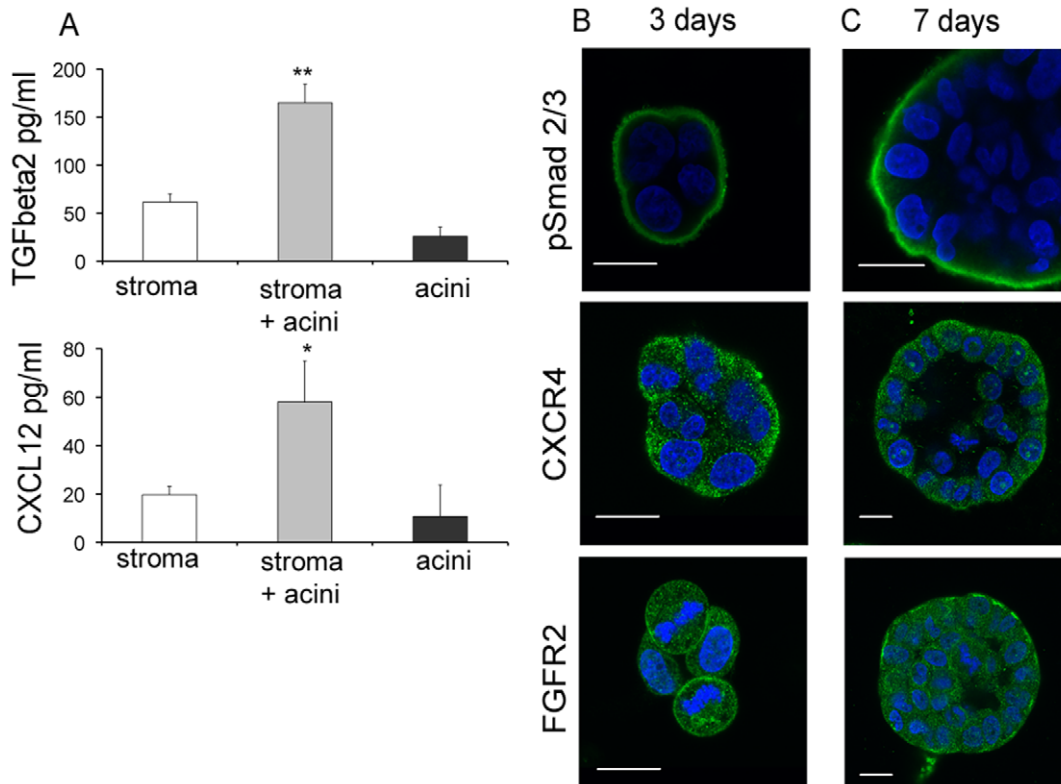 A
TGFbeta2 pg/ml
200
150
100
50
0
**
stroma
stroma
+ acini
acini
CXCL12 pg/ml
80
60
40
20
0
*
stroma
stroma
+ acini
acini
B 3 days
C 7 days
pSmad 2/3
CXCR4
FGFR2